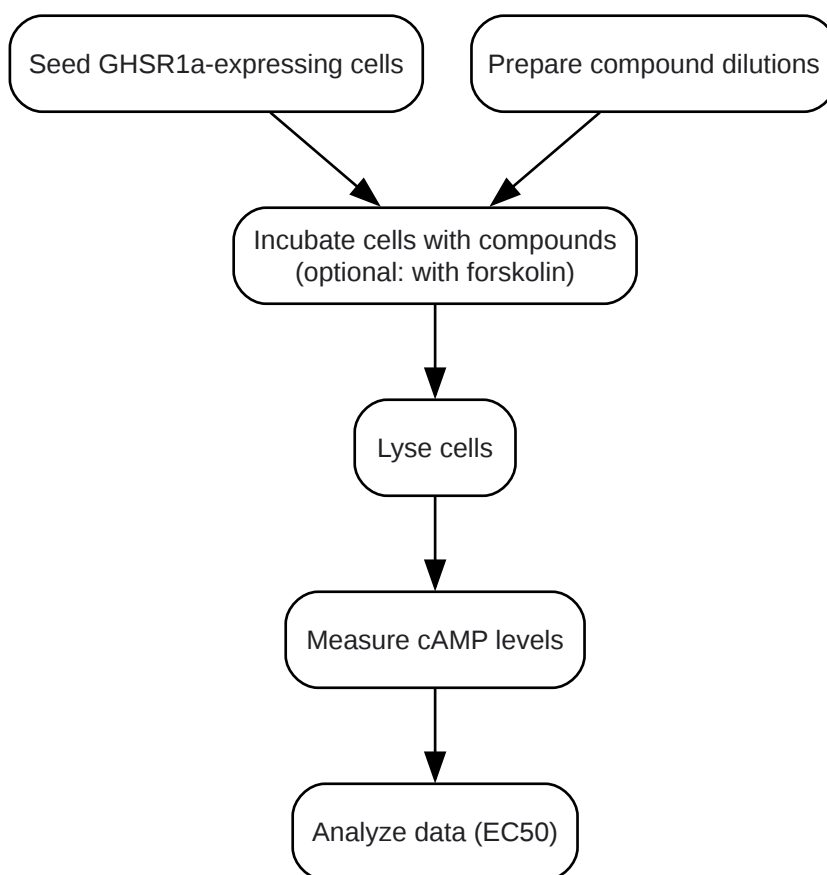 Seed GHSR1a-expressing cells
Prepare compound dilutions
Incubate cells with compounds
(optional: with forskolin)
Lyse cells
Measure cAMP levels
Analyze data (EC50)